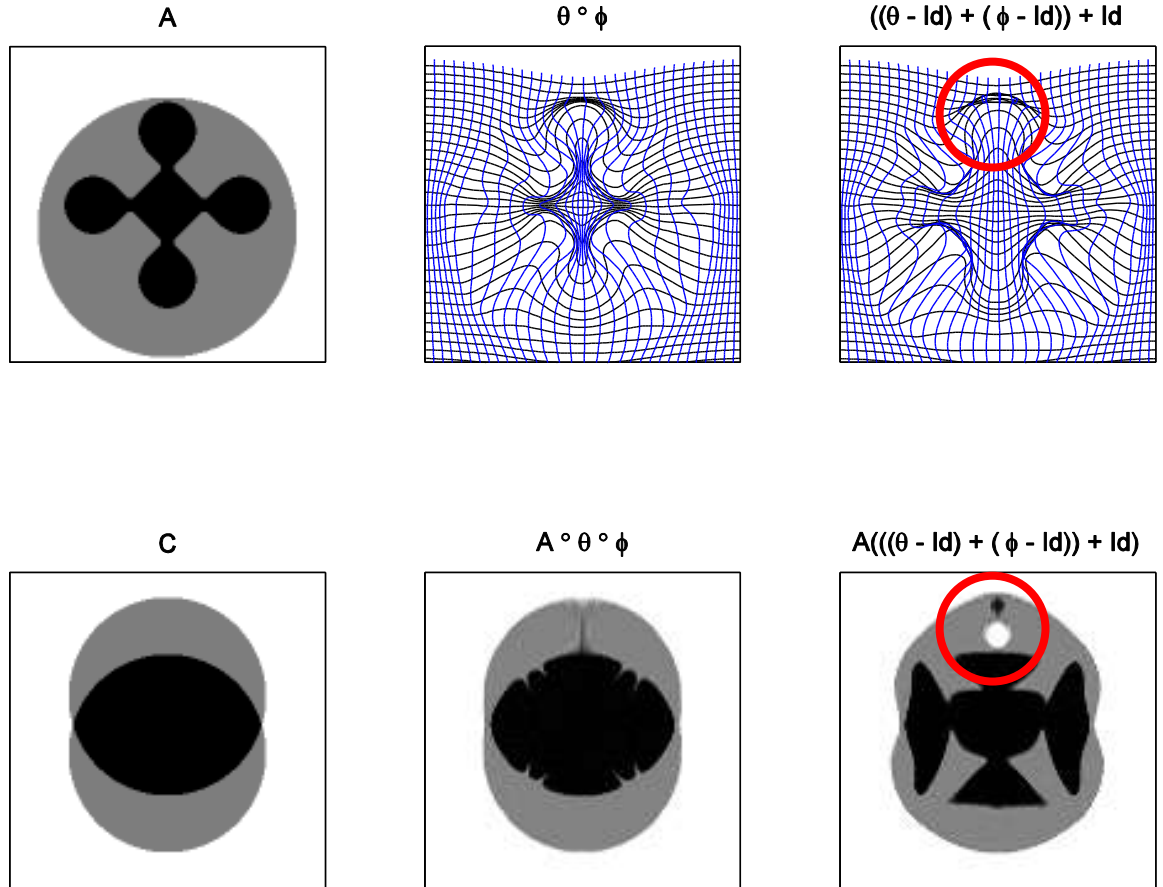 A
θ ° ϕ
((θ - Id) + ( ϕ - Id)) + Id
C
A ° θ ° ϕ
A(((θ - Id) + ( ϕ - Id)) + Id)